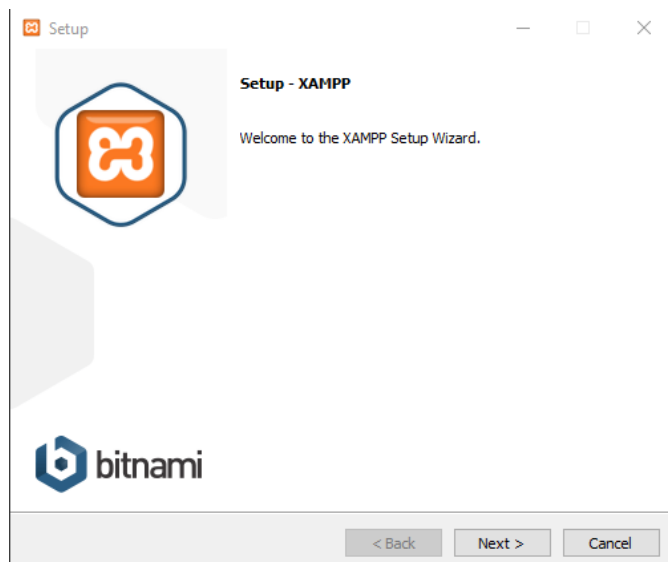 Setup
Setup - XAMPP
Welcome to the XAMPP Setup Wizard.
bitnami
< Back
Next >
Cancel